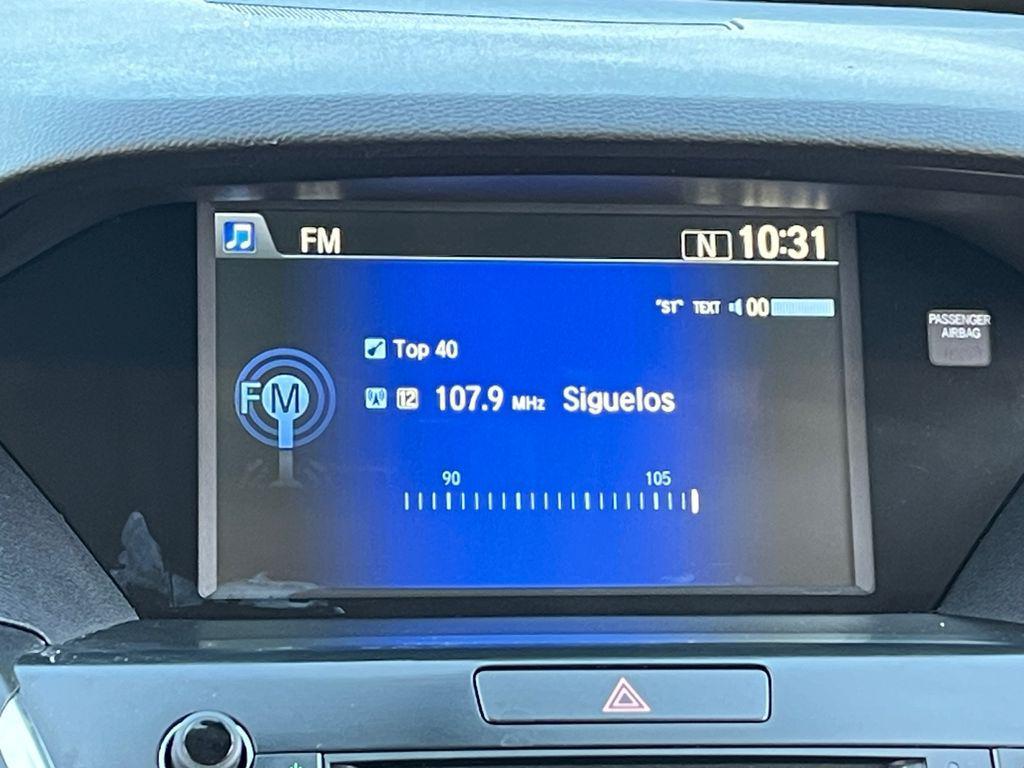 FM N 10:31
"ST" TEXT 00
PASSENGER
AIRBAG
Top 40
FM
12 107.9 MHz Siguelos
90 105